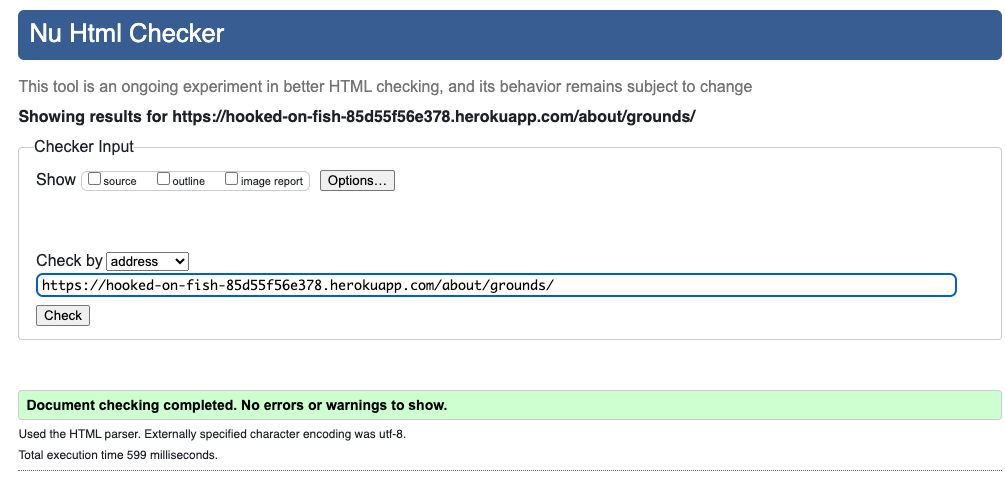 Nu Html Checker
This tool is an ongoing experiment in better HTML checking, and its behavior remains subject to change
Showing results for https://hooked-on-fish-85d55f56e378.herokuapp.com/about/grounds/
Checker Input
Show source outline image report Options...
Check by address
https://hooked-on-fish-85d55f56e378.herokuapp.com/about/grounds/
Check
Document checking completed. No errors or warnings to show.
Used the HTML parser. Externally specified character encoding was utf-8.
Total execution time 599 milliseconds.